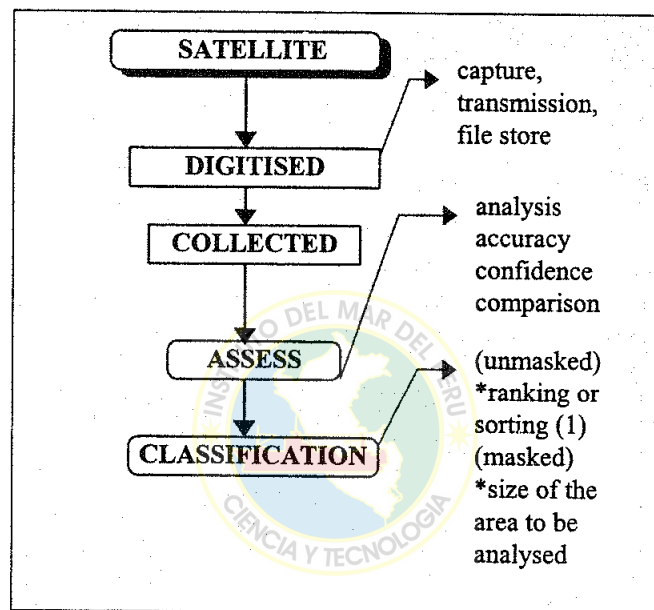 SATELLITE
capture,
transmission,
file store
DIGITISED
COLLECTED
analysis
accuracy
confidence
comparison
ASSESS
(unmasked)
*ranking or
sorting (1)
(masked)
*size of the
area to be
analysed
CLASSIFICATION
INSTITUTO DEL MAR DEL PERU
CIENCIA Y TECNOLOGIA